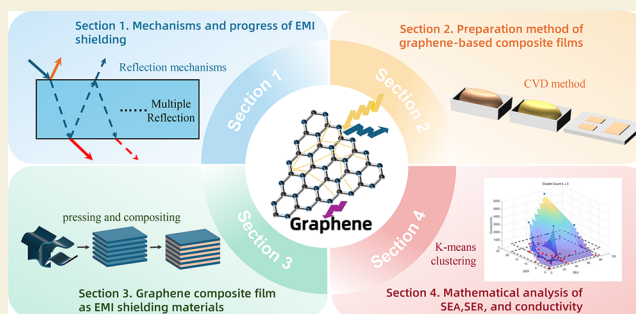 Section 1. Mechanisms and progress of EMI
shielding
Reflection mechanisms
......Multiple
Reflection
Section 1
Section 2. Preparation method of
graphene-based composite films
CVD method
Section 2
Graphene
pressing and compositing
Section 3
Section 3. Graphene composite film
as EMI shielding materials
Section 4
K-means
clustering
SER
SEA
Section 4. Mathematical analysis of
SEA,SER, and conductivity